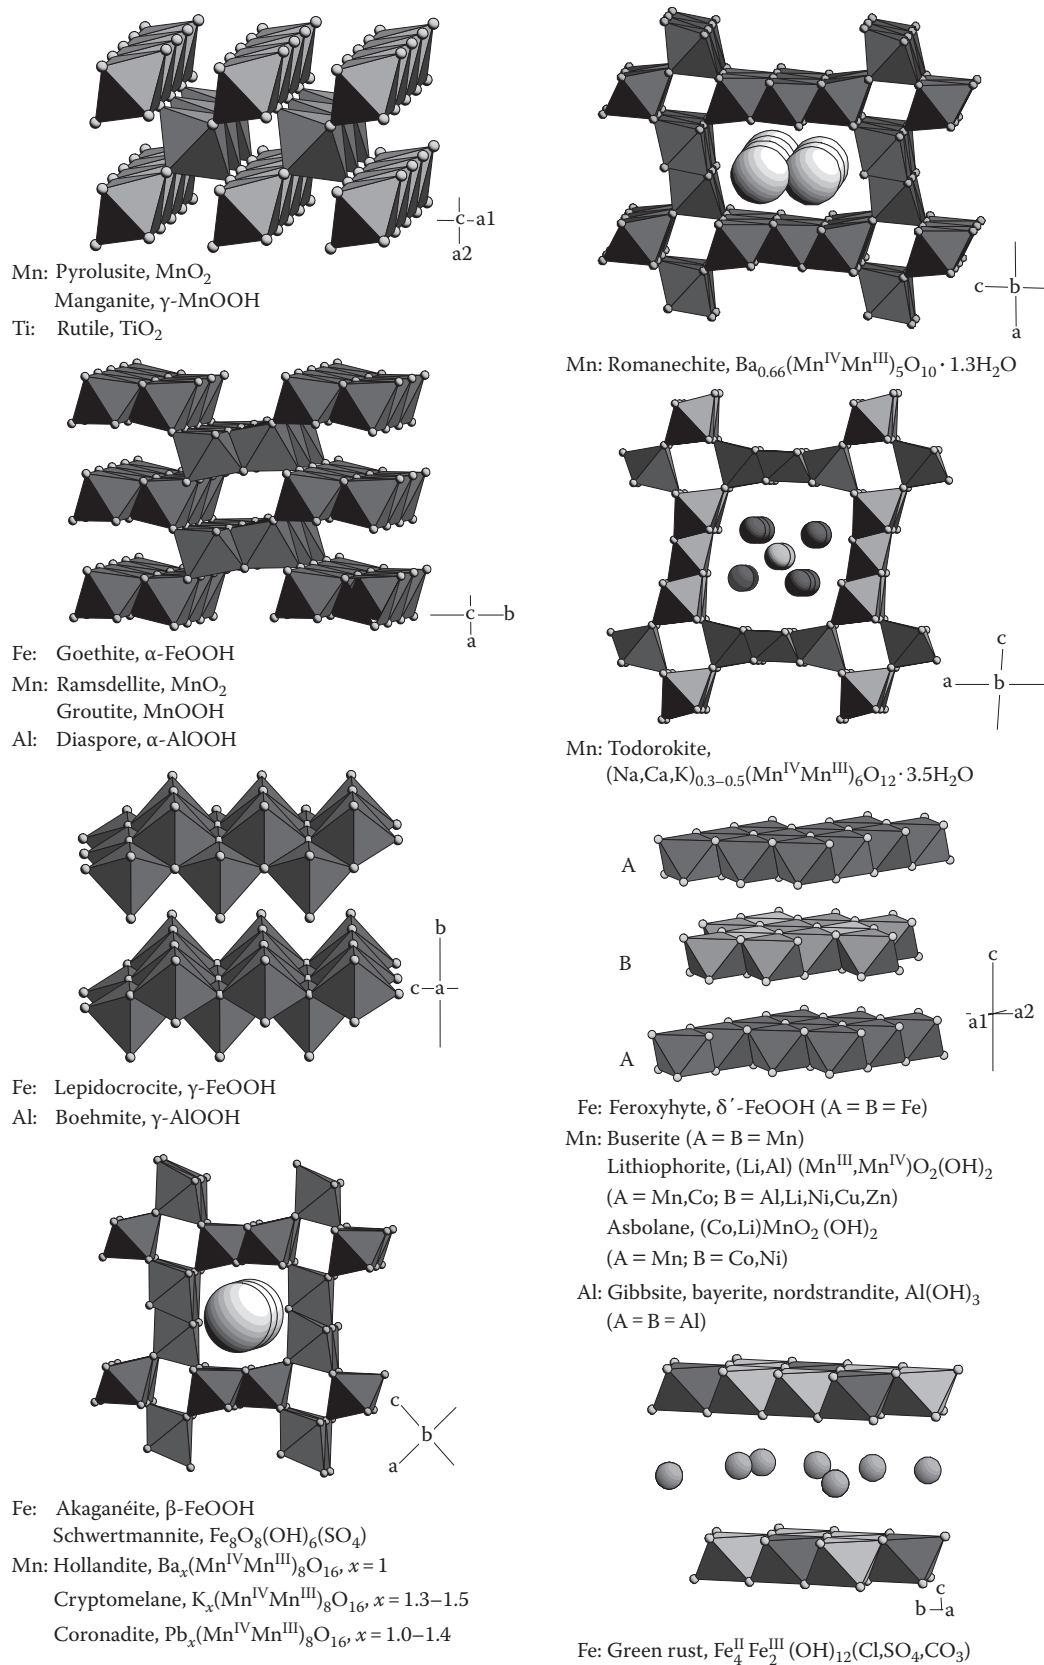 c a1
a2
Mn: Pyrolusite, MnO₂
Manganite, γ-MnOOH
Ti: Rutile, TiO₂
c b
a
Fe: Goethite, α-FeOOH
Mn: Ramsdellite, MnO₂
Groutite, MnOOH
Al: Diaspore, α-AlOOH
b
c a
Fe: Lepidocrocite, γ-FeOOH
Al: Boehmite, γ-AlOOH
c
b
a
Fe: Akaganéite, β-FeOOH
Schwertmannite, Fe₈O₈(OH)₆(SO₄)
Mn: Hollandite, Baₓ(MnᴵⱽMnᴵᴵᴵ)₈O₁₆, x = 1
Cryptomelane, Kₓ(MnᴵⱽMnᴵᴵᴵ)₈O₁₆, x = 1.3–1.5
Coronadite, Pbₓ(MnᴵⱽMnᴵᴵᴵ)₈O₁₆, x = 1.0–1.4
c b
a
Mn: Romanechite, Ba₀.₆₆(Mnᴵⱽ Mnᴵᴵᴵ)₅O₁₀ · 1.3H₂O
c
a b
Mn: Todorokite,
(Na,Ca,K)₀.₃₋₀.₅(Mnᴵⱽ Mnᴵᴵᴵ)₆O₁₂ · 3.5H₂O
A
B
c
a1 a2
A
Fe: Feroxyhyte, δ′-FeOOH (A = B = Fe)
Mn: Buserite (A = B = Mn)
Lithiophorite, (Li,Al) (Mnᴵᴵᴵ,Mnᴵⱽ)O₂(OH)₂
(A = Mn,Co; B = Al,Li,Ni,Cu,Zn)
Asbolane, (Co,Li)MnO₂ (OH)₂
(A = Mn; B = Co,Ni)
Al: Gibbsite, bayerite, nordstrandite, Al(OH)₃
(A = B = Al)
c
b a
Fe: Green rust, Fe₄ᴵᴵ Fe₂ᴵᴵᴵ (OH)₁₂(Cl,SO₄,CO₃)